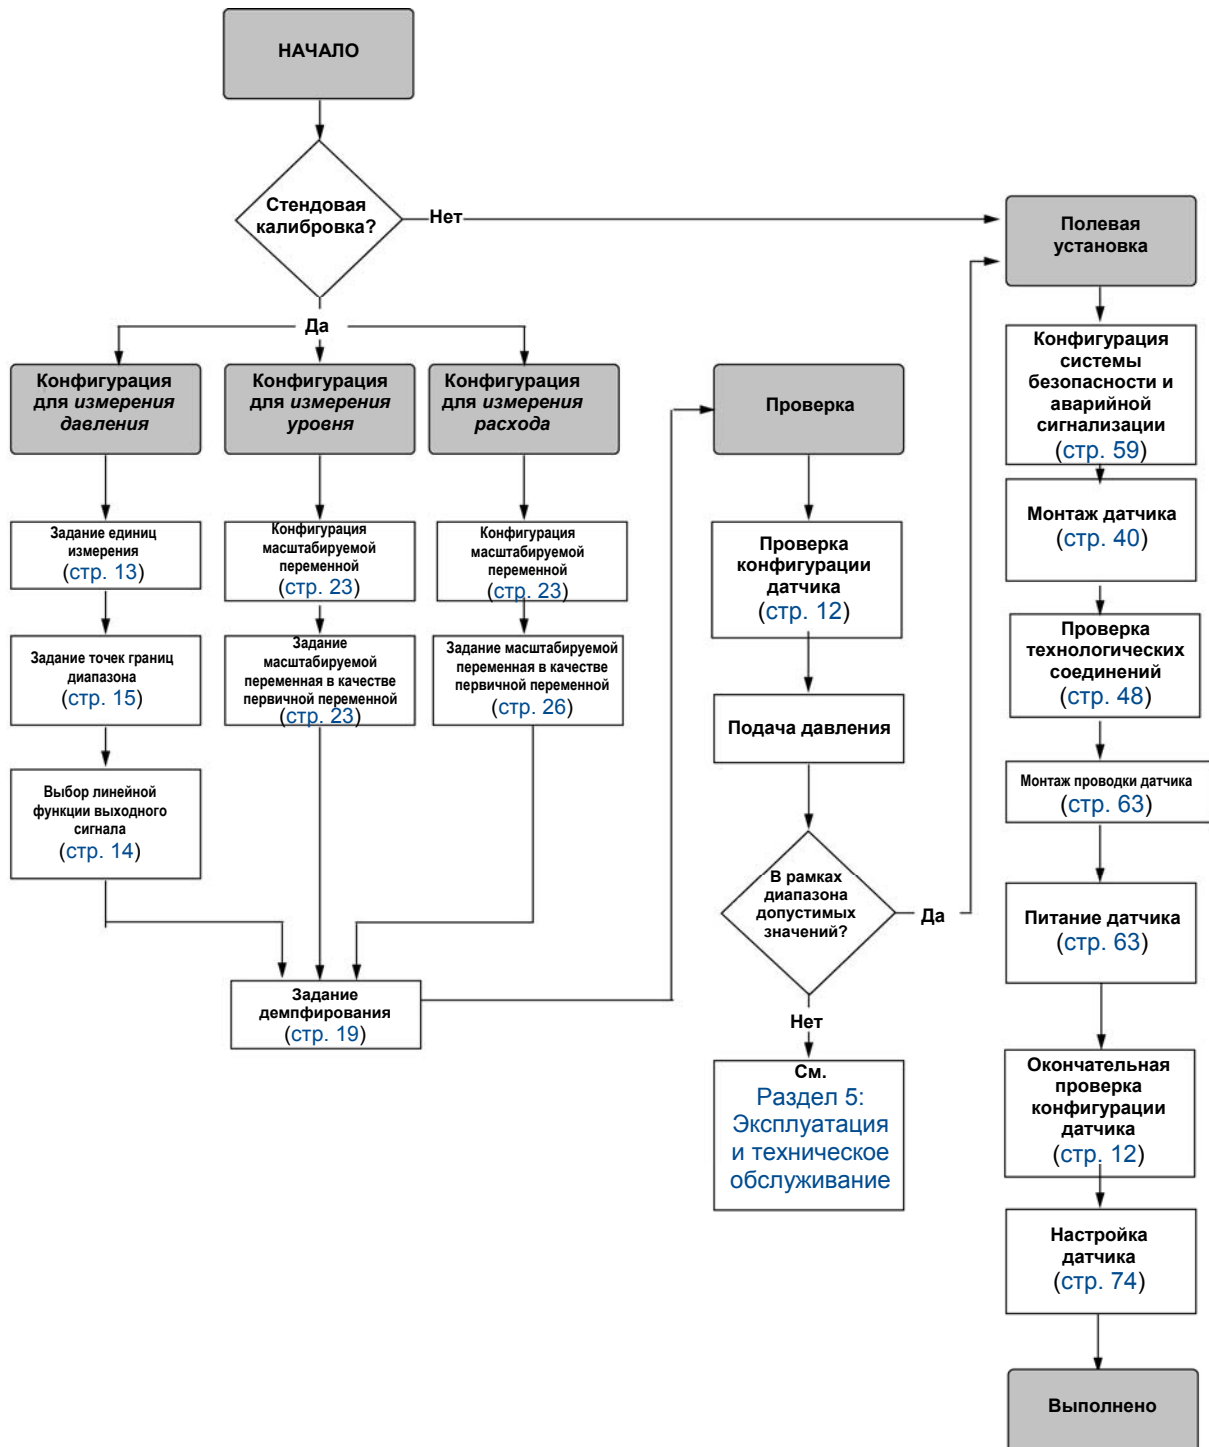 НАЧАЛО
Стендовая
калибровка?
Нет
Да
Конфигурация
для измерения
давления
Задание единиц
измерения
(стр. 13)
Задание точек границ
диапазона
(стр. 15)
Выбор линейной
функции выходного
сигнала
(стр. 14)
Конфигурация
для измерения
уровня
Конфигурация
масштабируемой
переменной
(стр. 23)
Задание
масштабируемой
переменная в качестве
первичной переменной
(стр. 23)
Конфигурация
для измерения
расхода
Конфигурация
масштабируемой
переменной
(стр. 23)
Задание масштабируемой
переменная в качестве
первичной переменной
(стр. 26)
Задание
демпфирования
(стр. 19)
Проверка
Проверка
конфигурации
датчика
(стр. 12)
Подача давления
В рамках
диапазона
допустимых
значений?
Да
Нет
См.
Раздел 5:
Эксплуатация
и техническое
обслуживание
Полевая
установка
Конфигурация
системы
безопасности и
аварийной
сигнализации
(стр. 59)
Монтаж датчика
(стр. 40)
Проверка
технологических
соединений
(стр. 48)
Монтаж проводки датчика
(стр. 63)
Питание датчика
(стр. 63)
Окончательная
проверка
конфигурации
датчика
(стр. 12)
Настройка
датчика
(стр. 74)
Выполнено